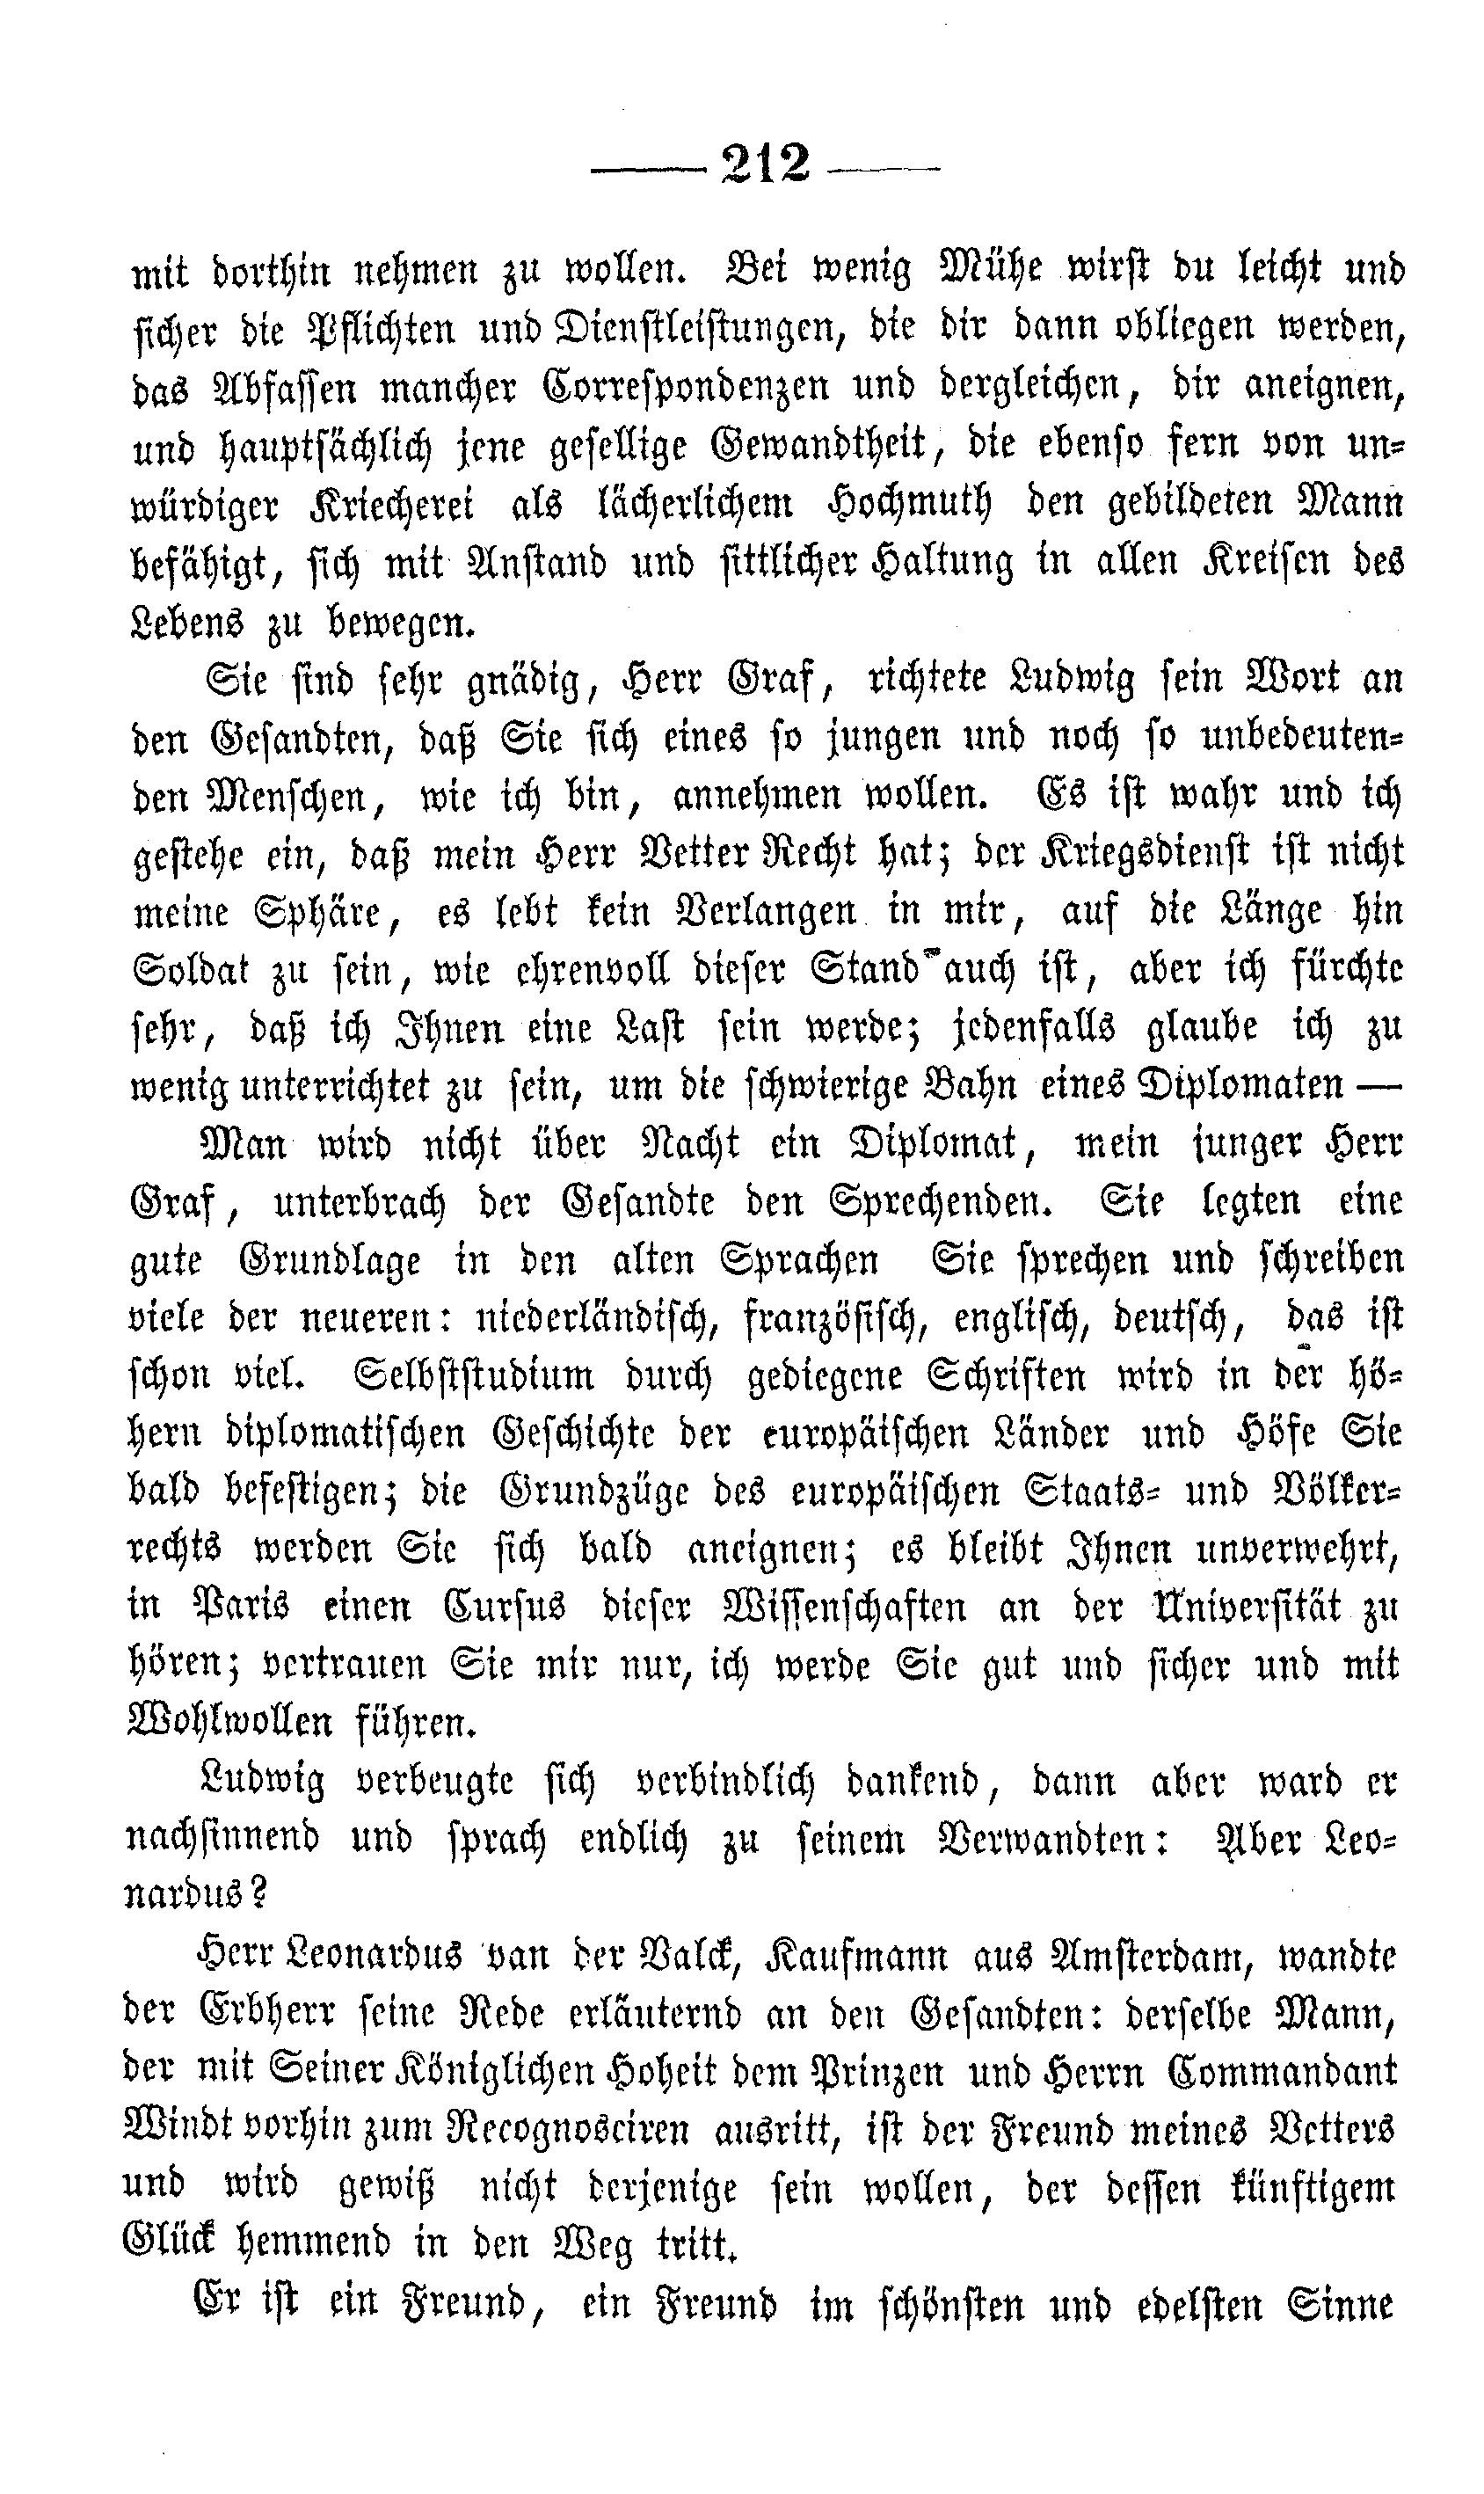 — 212 —
mit dorthin nehmen zu wollen. Bei wenig Mühe wirst du leicht und
sicher die Pflichten und Dienstleistungen, die dir dann obliegen werden,
das Abfassen mancher Correspondenzen und dergleichen, dir aneignen,
und hauptsächlich jene gesellige Gewandtheit, die ebenso fern von un-
würdiger Kriecherei als lächerlichem Hochmuth den gebildeten Mann
befähigt, sich mit Anstand und sittlicher Haltung in allen Kreisen des
Lebens zu bewegen.
Sie sind sehr gnädig, Herr Graf, richtete Ludwig sein Wort an
den Gesandten, daß Sie sich eines so jungen und noch so unbedeuten-
den Menschen, wie ich bin, annehmen wollen. Es ist wahr und ich
gestehe ein, daß mein Herr Vetter Recht hat; der Kriegsdienst ist nicht
meine Sphäre, es lebt kein Verlangen in mir, auf die Länge hin
Soldat zu sein, wie ehrenvoll dieser Stand auch ist, aber ich fürchte
sehr, daß ich Ihnen eine Last sein werde; jedenfalls glaube ich zu
wenig unterrichtet zu sein, um die schwierige Bahn eines Diplomaten —
Man wird nicht über Nacht ein Diplomat, mein junger Herr
Graf, unterbrach der Gesandte den Sprechenden. Sie legten eine
gute Grundlage in den alten Sprachen Sie sprechen und schreiben
viele der neueren: niederländisch, französisch, englisch, deutsch, das ist
schon viel. Selbststudium durch gediegene Schriften wird in der hö-
hern diplomatischen Geschichte der europäischen Länder und Höfe Sie
bald befestigen; die Grundzüge des europäischen Staats- und Völker-
rechts werden Sie sich bald aneignen; es bleibt Ihnen unverwehrt,
in Paris einen Cursus dieser Wissenschaften an der Universität zu
hören; vertrauen Sie mir nur, ich werde Sie gut und sicher und mit
Wohlwollen führen.
Ludwig verbeugte sich verbindlich dankend, dann aber ward er
nachsinnend und sprach endlich zu seinem Verwandten: Aber Leo-
nardus?
Herr Leonardus van der Valck, Kaufmann aus Amsterdam, wandte
der Erbherr seine Rede erläuternd an den Gesandten: derselbe Mann,
der mit Seiner Königlichen Hoheit dem Prinzen und Herrn Commandant
Windt vorhin zum Recognosciren ausritt, ist der Freund meines Vetters
und wird gewiß nicht derjenige sein wollen, der dessen künftigem
Glück hemmend in den Weg tritt.
Er ist ein Freund, ein Freund im schönsten und edelsten Sinne